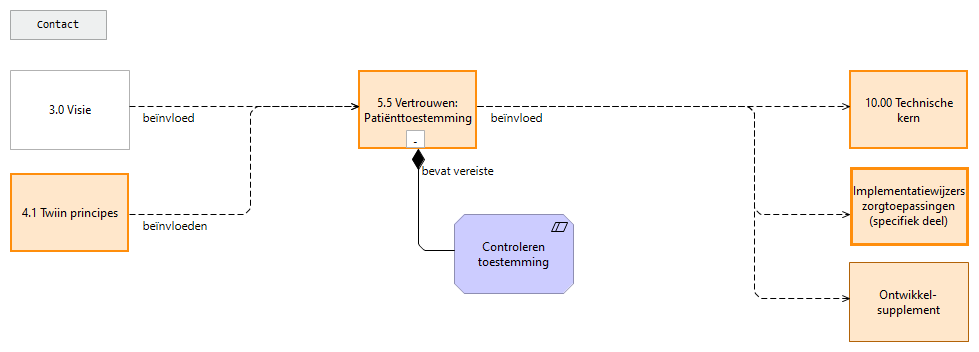 Contact
3.0 Visie
beïnvloed
5.5 Vertrouwen:
Patiënttoestemming
-
beïnvloed
10.00 Technische
kern
bevat vereiste
4.1 Twiin principes
beïnvloeden
Implementatiewijzers
zorgtoepassingen
(specifiek deel)
Controleren
toestemming
Ontwikkel-
supplement